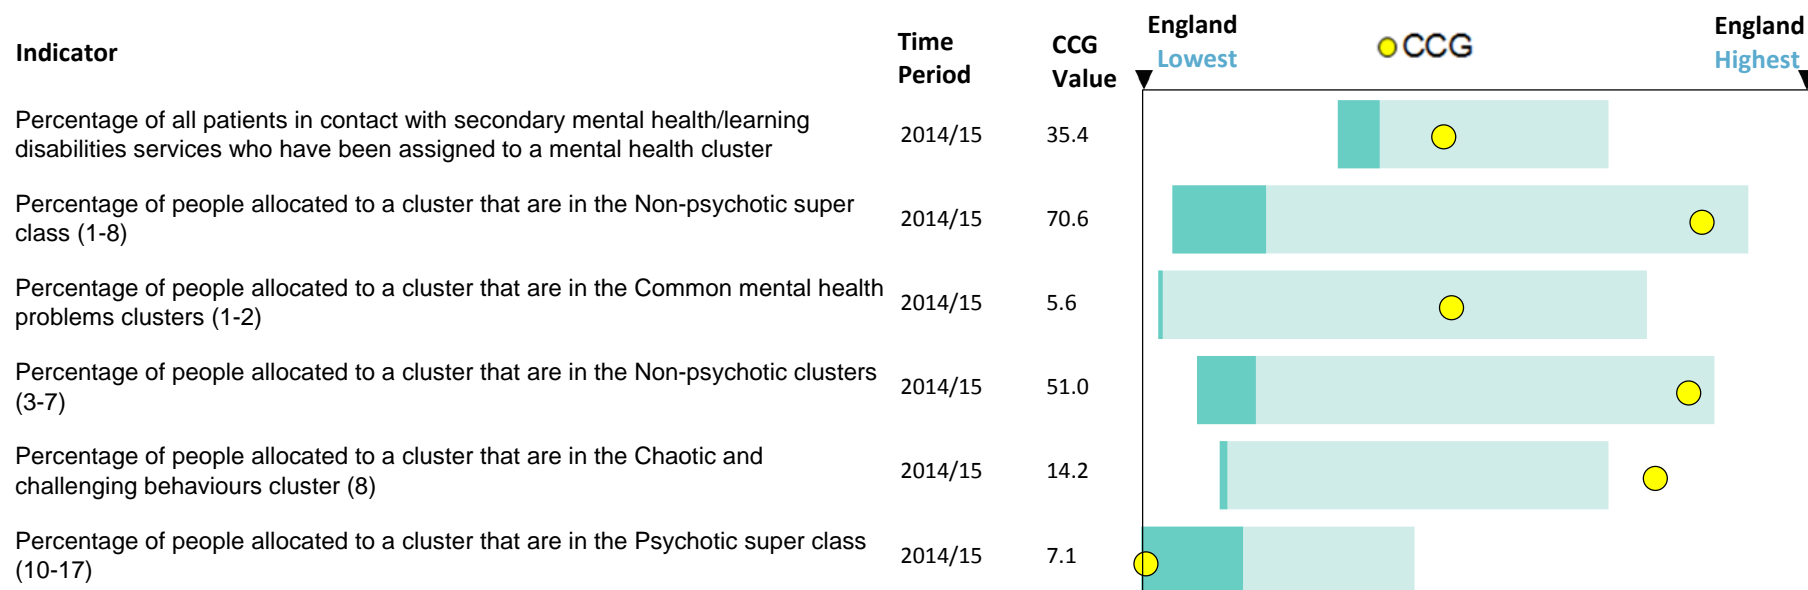 Indicator
Time
Period
CCG
Value
England
Lowest
CCG
England
Highest
Percentage of all patients in contact with secondary mental health/learning
disabilities services who have been assigned to a mental health cluster
2014/15
35.4
Percentage of people allocated to a cluster that are in the Non-psychotic super
class (1-8)
2014/15
70.6
Percentage of people allocated to a cluster that are in the Common mental health
problems clusters (1-2)
2014/15
5.6
Percentage of people allocated to a cluster that are in the Non-psychotic clusters
(3-7)
2014/15
51.0
Percentage of people allocated to a cluster that are in the Chaotic and
challenging behaviours cluster (8)
2014/15
14.2
Percentage of people allocated to a cluster that are in the Psychotic super class
(10-17)
2014/15
7.1